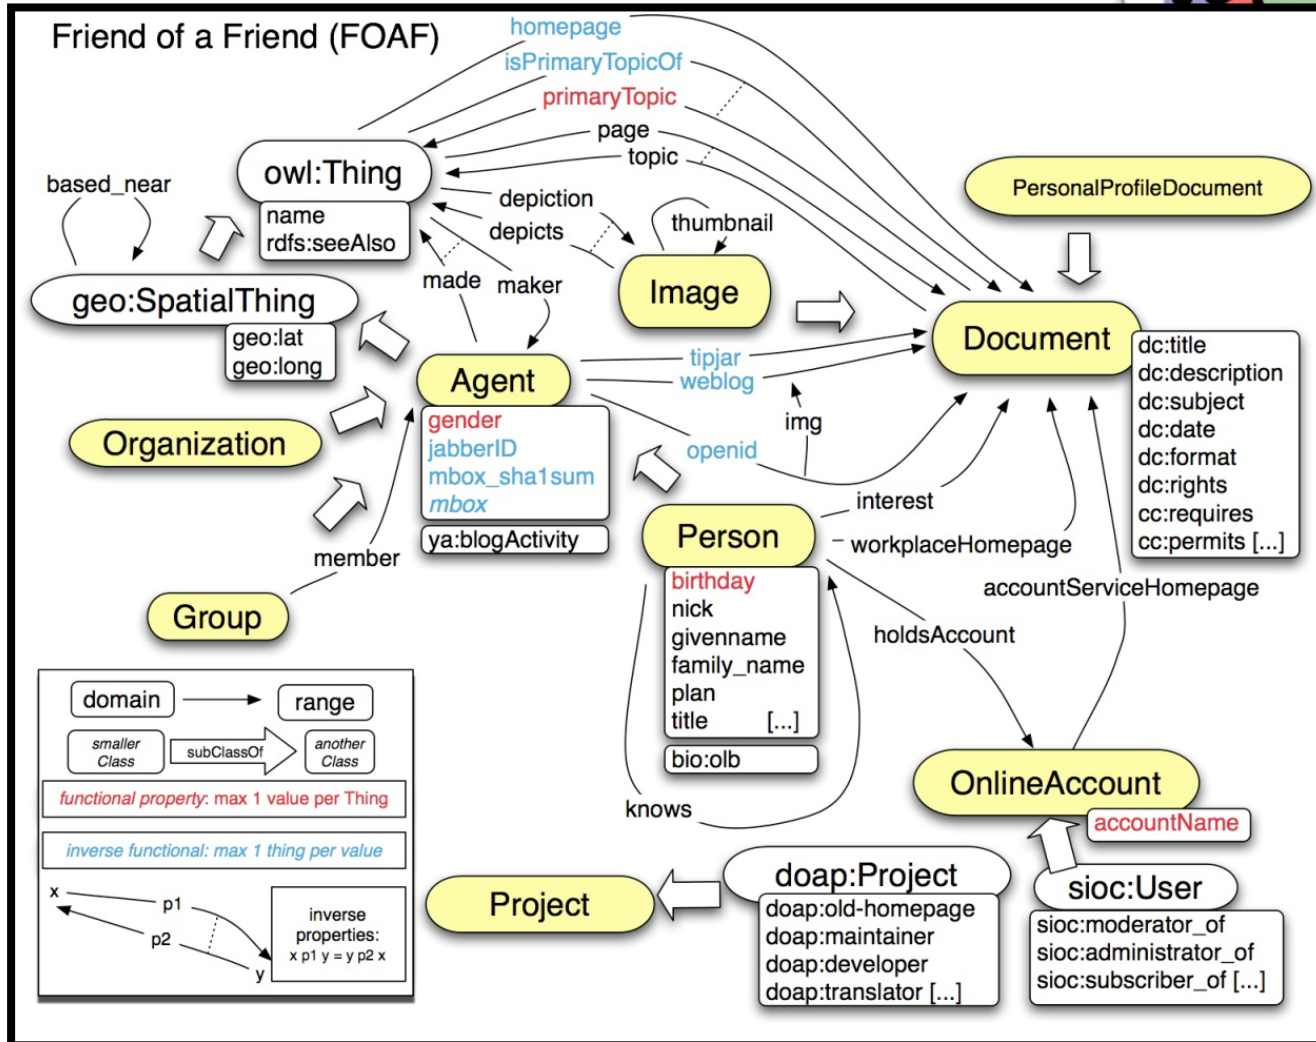 Friend of a Friend (FOAF)
homepage
isPrimaryTopicOf
primaryTopic
page
topic
owl:Thing
name
rdfs:seeAlso
based_near
depiction
depicts
thumbnail
PersonalProfileDocument
made
maker
Image
geo:SpatialThing
geo:lat
geo:long
Document
dc:title
dc:description
dc:subject
dc:date
dc:format
dc:rights
cc:requires
cc:permits [...]
Agent
gender
jabberID
mbox_sha1sum
mbox
ya:blogActivity
tipjar
weblog
img
openid
Organization
member
Group
interest
workplaceHomepage
accountServiceHomepage
Person
birthday
nick
givenname
family_name
plan
title [...]
bio:olb
holdsAccount
knows
OnlineAccount
accountName
sioc:User
sioc:moderator_of
sioc:administrator_of
sioc:subscriber_of [...]
doap:Project
doap:old-homepage
doap:maintainer
doap:developer
doap:translator [...]
Project
domain
range
smaller
Class
subClassOf
another
Class
functional property: max 1 value per Thing
inverse functional: max 1 thing per value
x
p1
p2
y
inverse
properties:
x p1 y = y p2 x